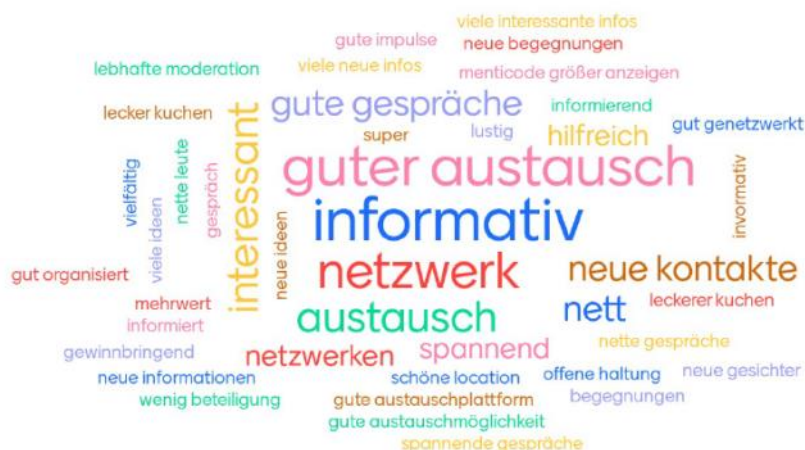 viele interessante infos
gute impulse
neue begegnungen
lebhafte moderation
viele neue infos
menticode größer anzeigen
lecker kuchen
gute gespräche
informierend
super
lustig
hilfreich
gut genetzwerkt
interessant
guter austausch
vielfältig
nette leute
gespräch
viele ideen
neue ideen
informativ
invormativ
gut organisiert
netzwerk
neue kontakte
mehrwert
austausch
nett
leckerer kuchen
informiert
gewinnbringend
netzwerken
spannend
nette gespräche
neue informationen
schöne location
offene haltung
neue gesichter
wenig beteiligung
gute austauschplattform
begegnungen
gute austauschmöglichkeit
spannende gespräche